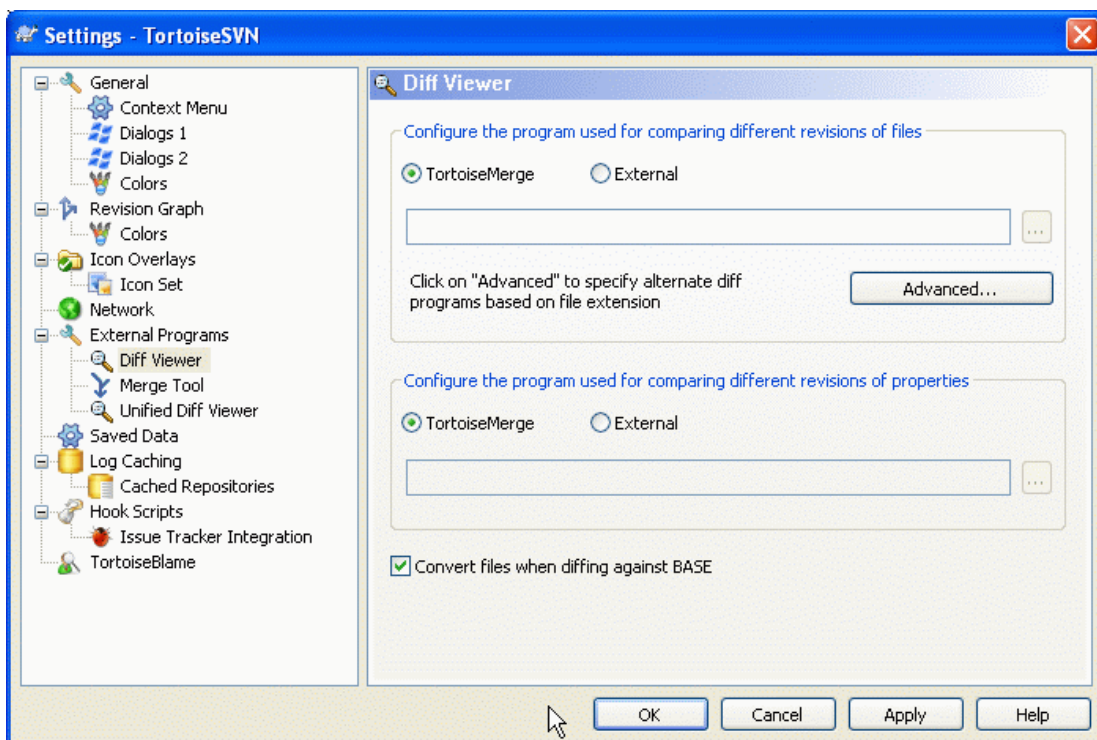 Settings - TortoiseSVN
General
Context Menu
Dialogs 1
Dialogs 2
Colors
Revision Graph
Colors
Icon Overlays
Icon Set
Network
External Programs
Diff Viewer
Merge Tool
Unified Diff Viewer
Saved Data
Log Caching
Cached Repositories
Hook Scripts
Issue Tracker Integration
TortoiseBlame
Diff Viewer
Configure the program used for comparing different revisions of files
TortoiseMerge External
...
Click on "Advanced" to specify alternate diff
programs based on file extension
Advanced...
Configure the program used for comparing different revisions of properties
TortoiseMerge External
...
Convert files when diffing against BASE
OK Cancel Apply Help